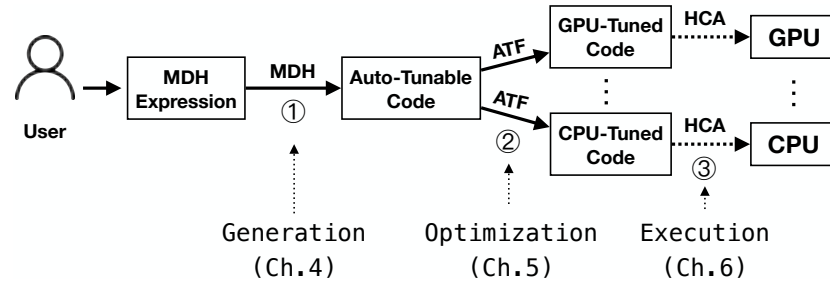 User
MDH
Expression
MDH
①
Auto-Tunable
Code
ATF
ATF
②
GPU-Tuned
Code
⋮
CPU-Tuned
Code
HCA
HCA
③
GPU
⋮
CPU
Generation
(Ch.4)
Optimization
(Ch.5)
Execution
(Ch.6)